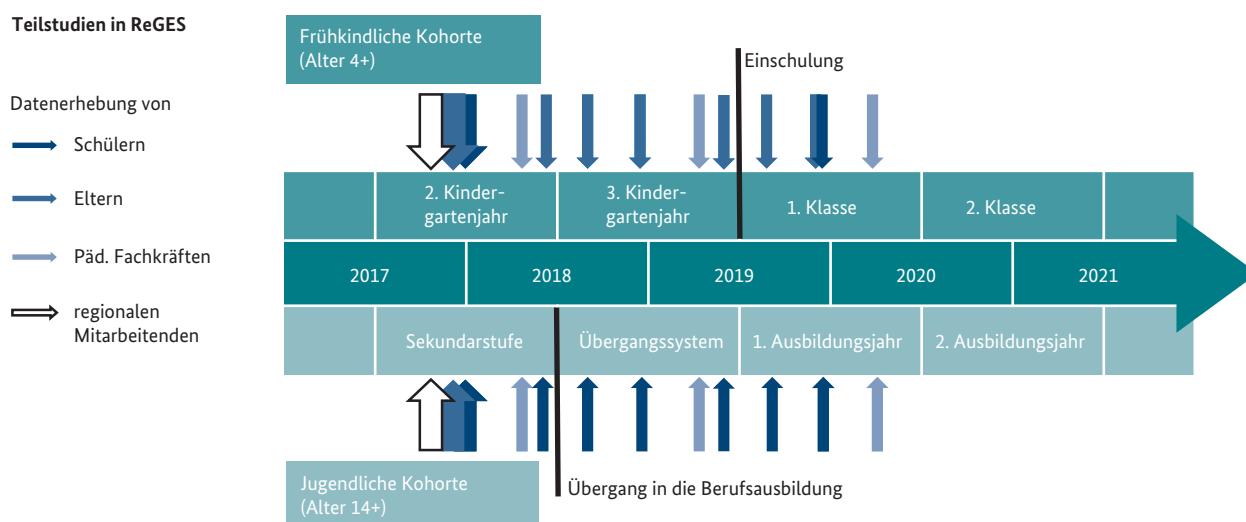 Teilstudien in ReGES
Frühkindliche Kohorte
(Alter 4+)
Einschulung
Datenerhebung von
Schülern
Eltern
Päd. Fachkräften
regionalen
Mitarbeitenden
2. Kinder-
gartenjahr
3. Kinder-
gartenjahr
1. Klasse
2. Klasse
2017
2018
2019
2020
2021
Sekundarstufe
Übergangssystem
1. Ausbildungsjahr
2. Ausbildungsjahr
Jugendliche Kohorte
(Alter 14+)
Übergang in die Berufsausbildung